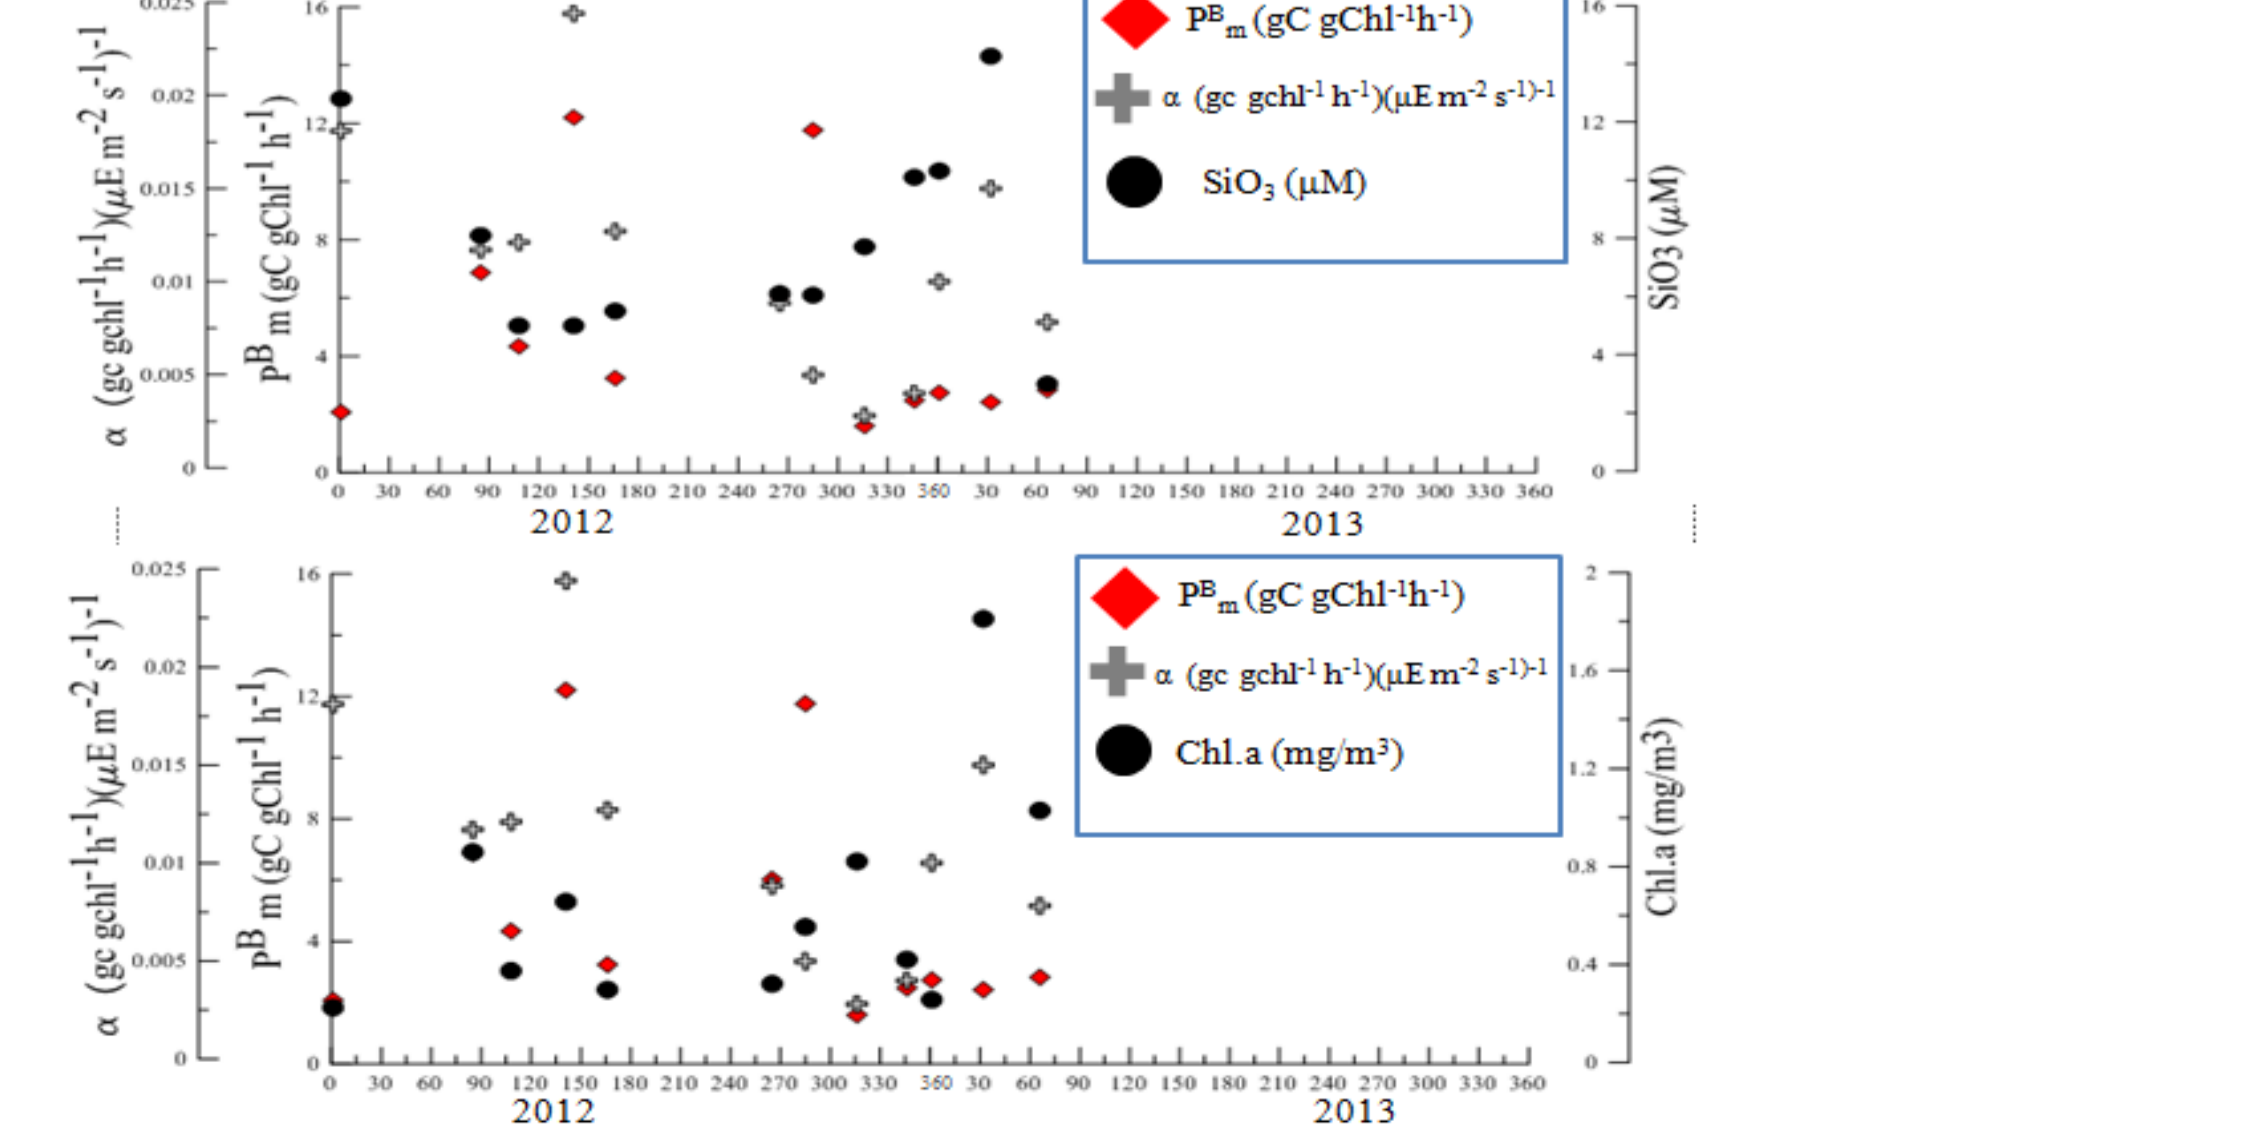 0.025
0.02
0.015
0.01
0.005
0
α (gc gchl-1h-1)(μE m-2 s-1)-1
16
12
8
4
0
pB m (gC gChl-1 h-1)
PBm (gC gChl-1h-1)
α (gc gchl-1 h-1)(μE m-2 s-1)-1
SiO3 (μM)
16
12
8
4
0
SiO3 (μM)
0 30 60 90 120 150 180 210 240 270 300 330 360 30 60 90 120 150 180 210 240 270 300 330 360
2012 2013
0.025
0.02
0.015
0.01
0.005
0
α (gc gchl-1h-1)(μE m-2 s-1)-1
16
12
8
4
0
pB m (gC gChl-1 h-1)
PBm (gC gChl-1h-1)
α (gc gchl-1 h-1)(μE m-2 s-1)-1
Chl.a (mg/m3)
2
1.6
1.2
0.8
0.4
0
Chl.a (mg/m3)
0 30 60 90 120 150 180 210 240 270 300 330 360 30 60 90 120 150 180 210 240 270 300 330 360
2012 2013